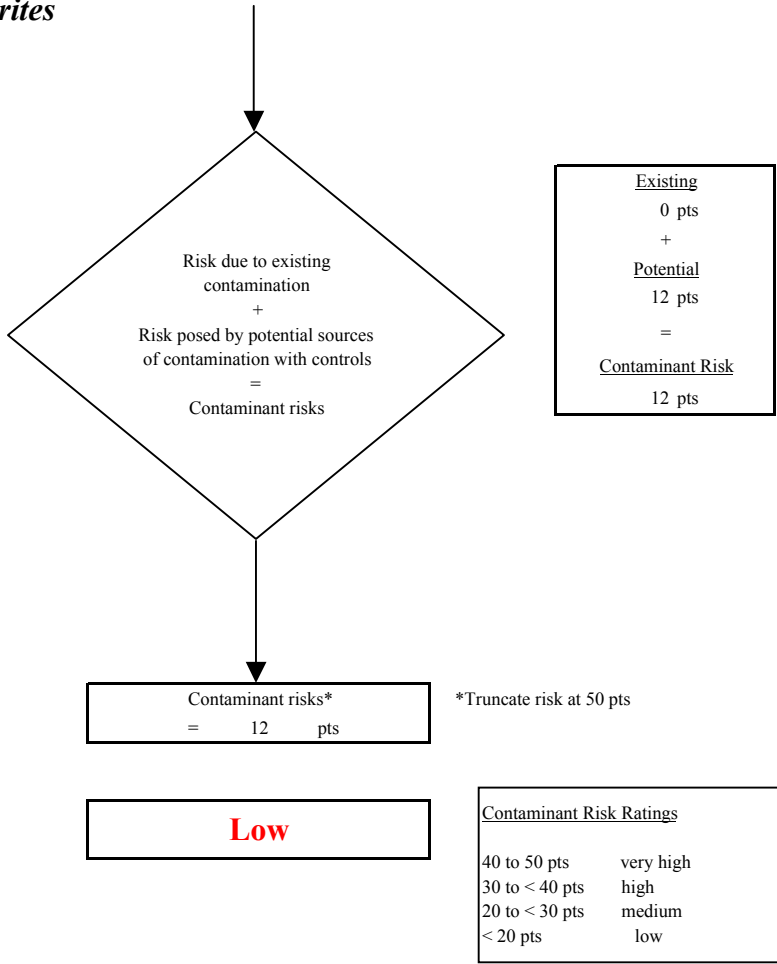 Risk due to existing
contamination
+
Risk posed by potential sources
of contamination with controls
=
Contaminant risks
Existing
0 pts
+
Potential
12 pts
=
Contaminant Risk
12 pts
Contaminant risks*
= 12 pts
*Truncate risk at 50 pts
Low
Contaminant Risk Ratings
40 to 50 pts very high
30 to < 40 pts high
20 to < 30 pts medium
< 20 pts low